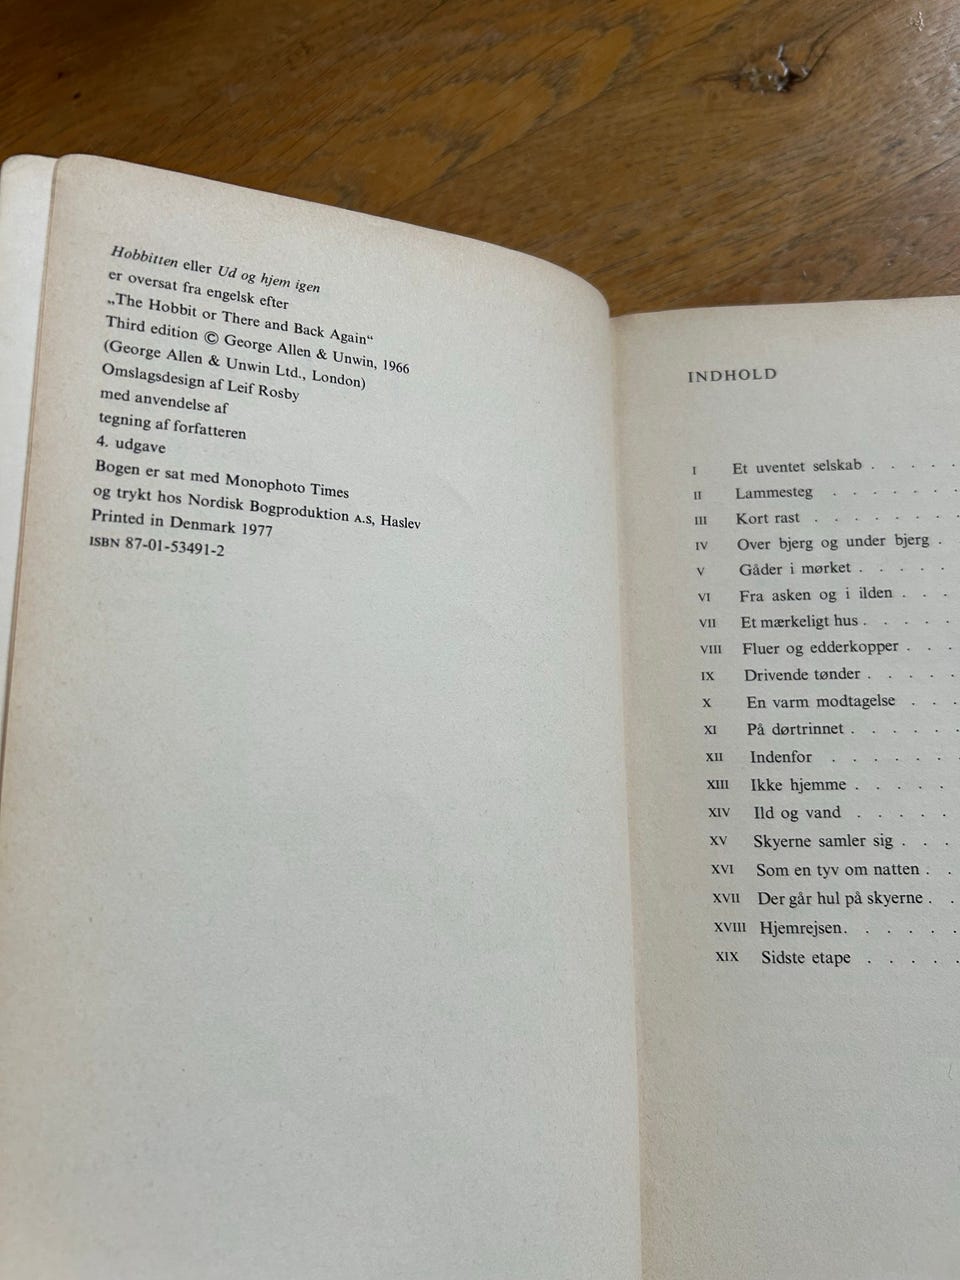 Hobbitten eller Ud og hjem igen
er oversat fra engelsk efter
„The Hobbit or There and Back Again“
Third edition © George Allen & Unwin, 1966
(George Allen & Unwin Ltd., London)
Omslagsdesign af Leif Rosby
med anvendelse af
tegning af forfatteren
4. udgave
Bogen er sat med Monophoto Times
og trykt hos Nordisk Bogproduktion A.S, Haslev
Printed in Denmark 1977
ISBN 87-01-53491-2
INDHOLD
I Et uventet selskab . . . .
II Lammesteg . . . . . .
III Kort rast . . . . . . .
IV Over bjerg og under bjerg .
V Gåder i mørket . . . . .
VI Fra asken og i ilden . . .
VII Et mærkeligt hus . . . . .
VIII Fluer og edderkopper . . .
IX Drivende tønder . . . . .
X En varm modtagelse . . .
XI På dørtrinnet . . . . . .
XII Indenfor . . . . . . .
XIII Ikke hjemme . . . . .
XIV Ild og vand . . . . .
XV Skyerne samler sig . . .
XVI Som en tyv om natten . .
XVII Der går hul på skyerne . .
XVIII Hjemrejsen . . . . . .
XIX Sidste etape . . . . .